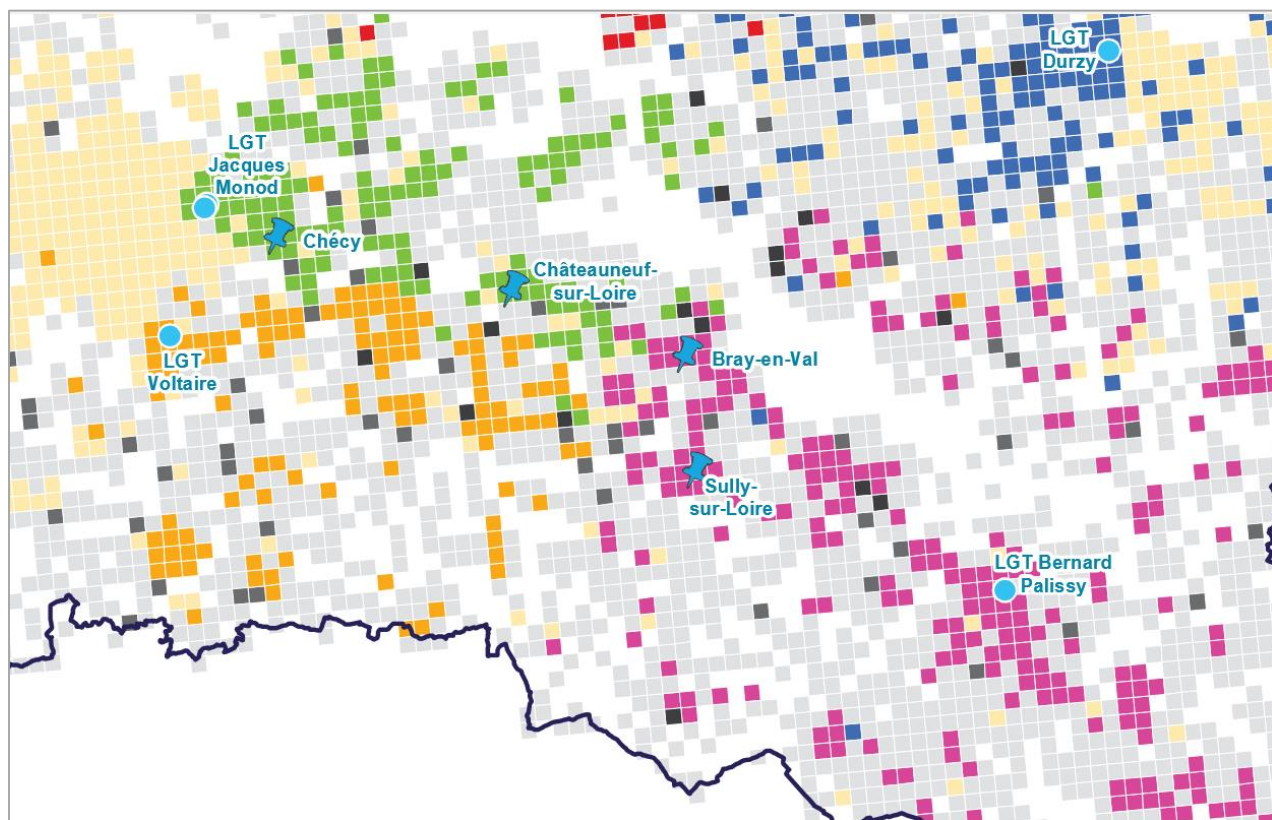 LGT
Durzy
LGT
Jacques
Monod
Chécy
Châteauneuf-
sur-Loire
LGT
Voltaire
Bray-en-Val
Sully-
sur-Loire
LGT Bernard
Palissy